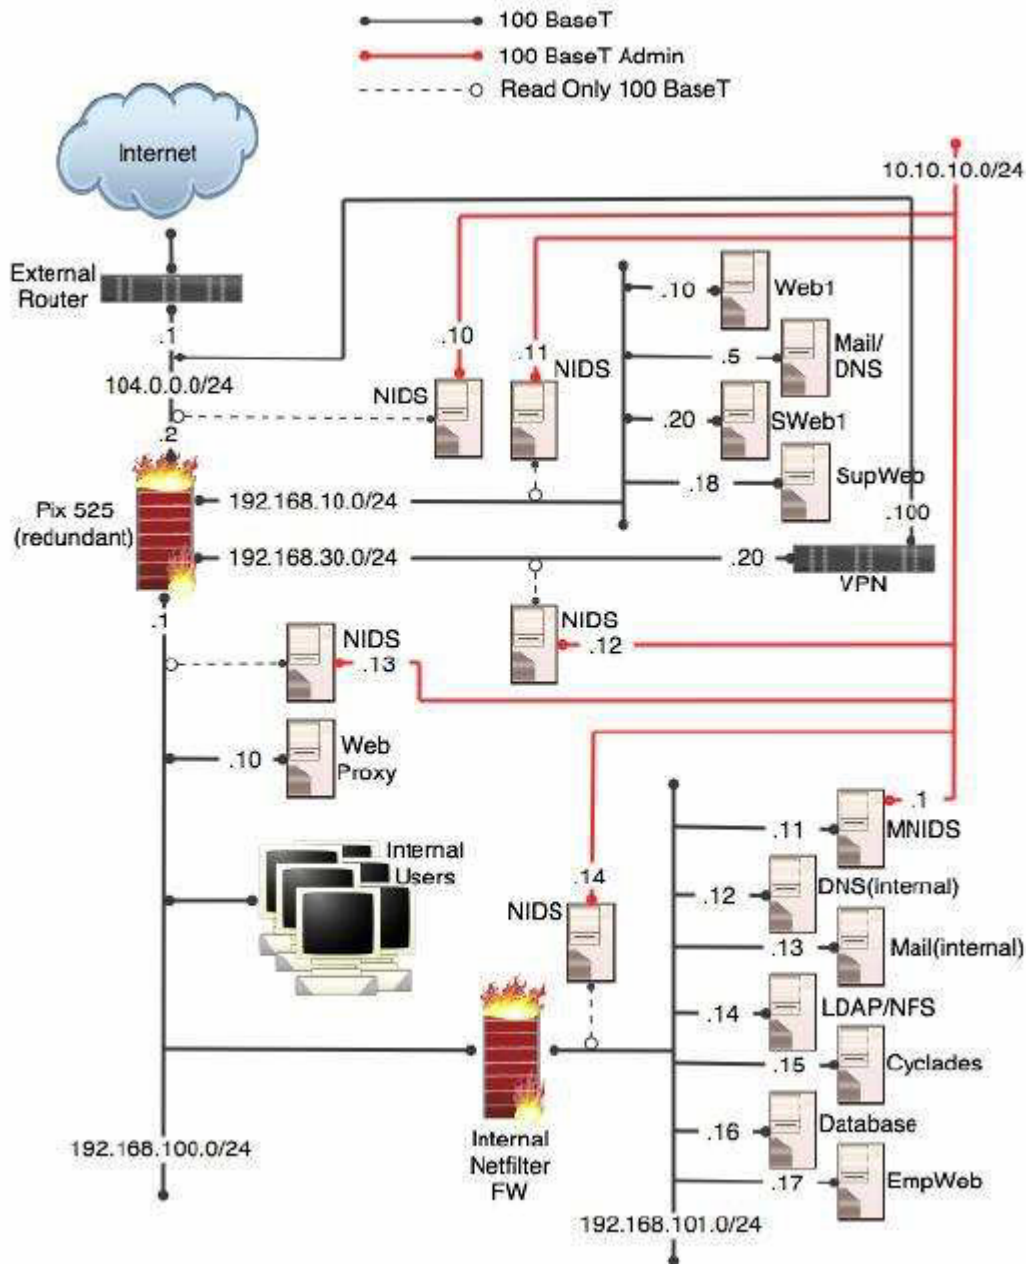 100 BaseT
100 BaseT Admin
Read Only 100 BaseT
Internet
10.10.10.0/24
External
Router
.1
104.0.0.0/24
.2
.10
NIDS
.11
NIDS
.10
Web1
.5
Mail/
DNS
.20
SWeb1
.18
SupWeb
.100
Pix 525
(redundant)
192.168.10.0/24
192.168.30.0/24
.20
VPN
.1
NIDS
.13
NIDS
.12
.10
Web
Proxy
Internal
Users
.14
NIDS
.1
.11
MNIDS
.12
DNS(internal)
.13
Mail(internal)
.14
LDAP/NFS
.15
Cyclades
.16
Database
.17
EmpWeb
Internal
Netfilter
FW
192.168.100.0/24
192.168.101.0/24